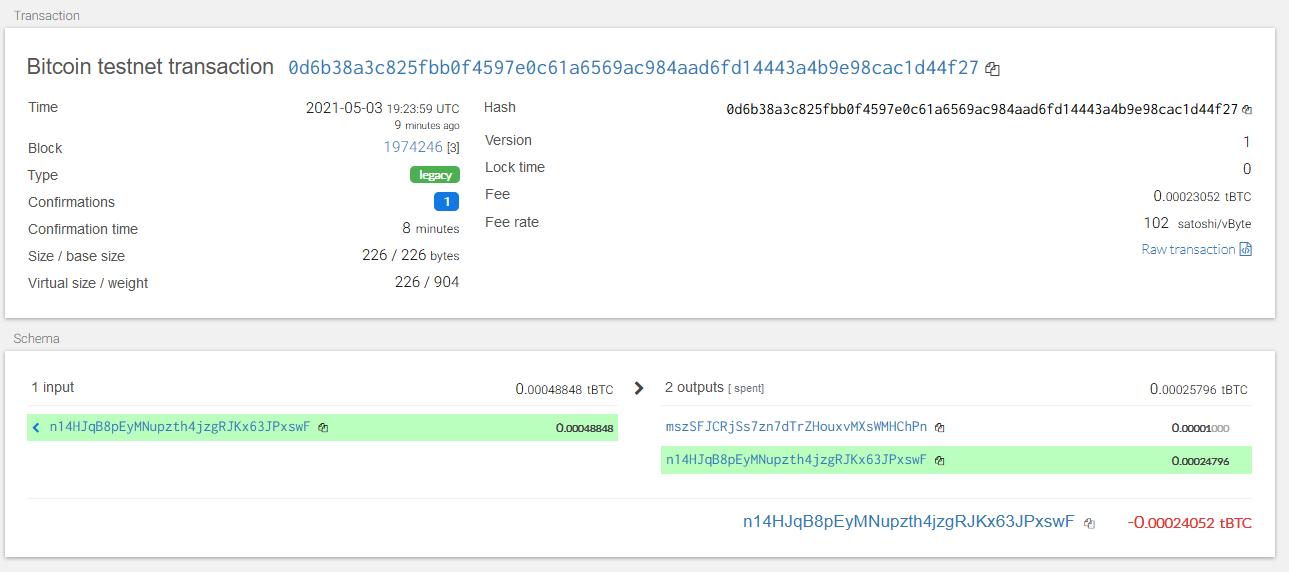 Transaction
Bitcoin testnet transaction 0d6b38a3c825fbb0f4597e0c61a6569ac984aad6fd14443a4b9e98cac1d44f27
Time 2021-05-03 19:23:59 UTC
9 minutes ago
Block 1974246 [3]
Type legacy
Confirmations 1
Confirmation time 8 minutes
Size / base size 226 / 226 bytes
Virtual size / weight 226 / 904
Hash 0d6b38a3c825fbb0f4597e0c61a6569ac984aad6fd14443a4b9e98cac1d44f27
Version 1
Lock time 0
Fee 0.00023052 tBTC
Fee rate 102 satoshi/vByte
Raw transaction
Schema
1 input 0.00048848 tBTC
n14HJqB8pEyMNupzth4jzgRJKx63JPxswF 0.00048848
2 outputs [ spent] 0.00025796 tBTC
mszSFJCRjSs7zn7dTrZHouxvMXsWMHChPn 0.00001000
n14HJqB8pEyMNupzth4jzgRJKx63JPxswF 0.00024796
n14HJqB8pEyMNupzth4jzgRJKx63JPxswF -0.00024052 tBTC